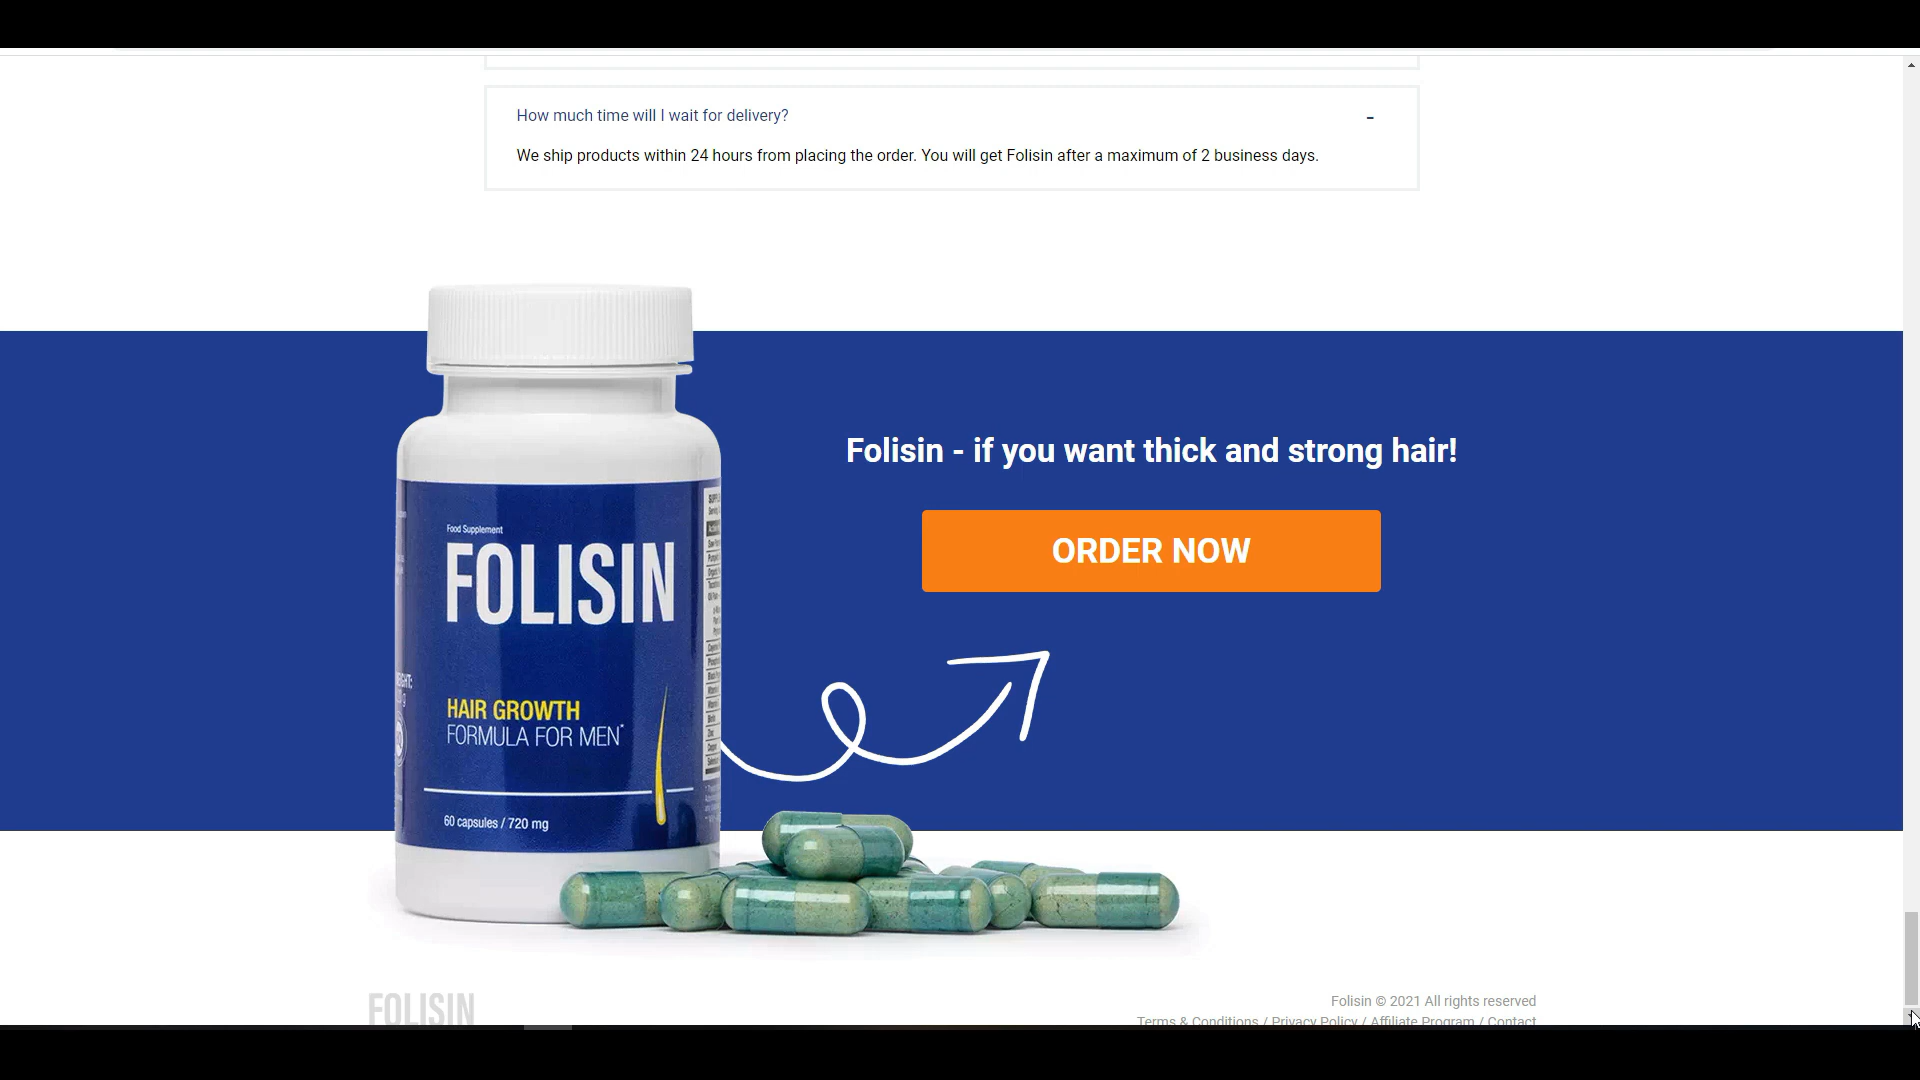 How much time will I wait for delivery?
-
We ship products within 24 hours from placing the order. You will get Folisin after a maximum of 2 business days.
Folisin - if you want thick and strong hair!
ORDER NOW
Food Supplement
FOLISIN
HAIR GROWTH
FORMULA FOR MEN*
60 capsules / 720 mg
FOLISIN
Folisin © 2021 All rights reserved
Terms & Conditions / Privacy Policy / Affiliate Program / Contact